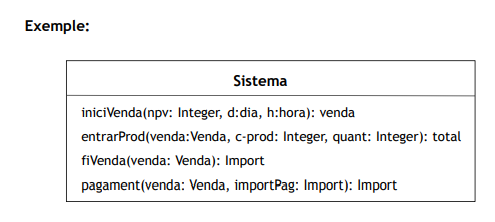 Exemple:
Sistema
iniciVenda(npv: Integer, d:dia, h:hora): venda
entrarProd(venda:Venda, c-prod: Integer, quant: Integer): total
fiVenda(venda: Venda): Import
pagament(venda: Venda, importPag: Import): Import